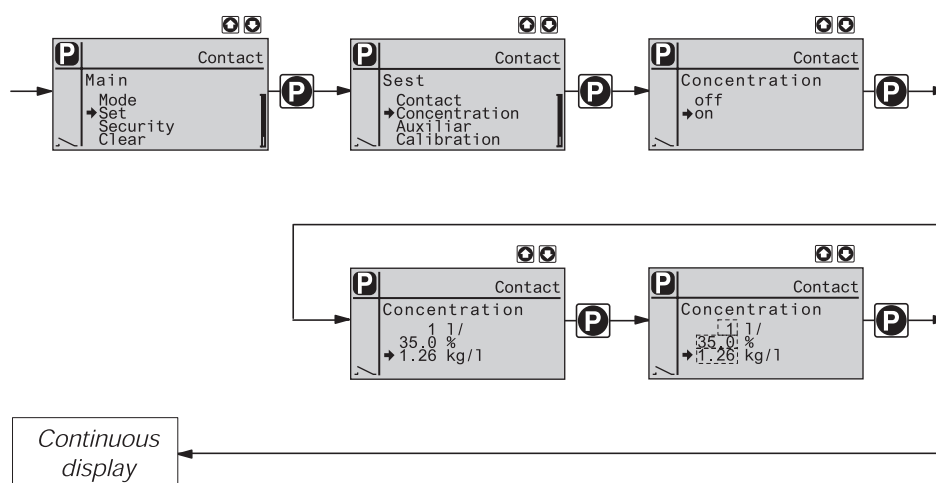 P Contact
Main
Mode
➔Set
Security
Clear
P
P Contact
Sest
Contact
➔Concentration
Auxiliar
Calibration
P Contact
Concentration
off
➔on
P
P Contact
Concentration
1 l/
35.0 %
➔1.26 kg/l
P
P Contact
Concentration
1 l/
35.0 %
➔1.26 kg/l
P
Continuous
display